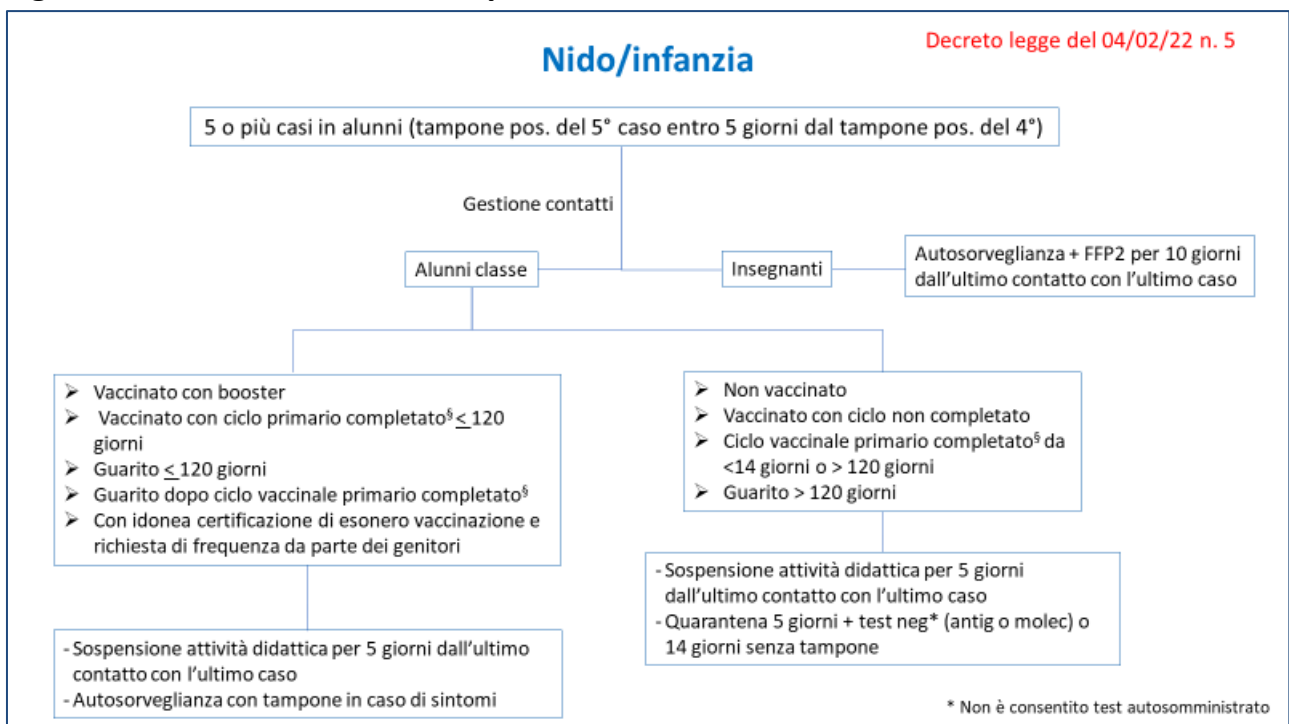 Decreto legge del 04/02/22 n. 5
Nido/infanzia
5 o più casi in alunni (tampone pos. del 5° caso entro 5 giorni dal tampone pos. del 4°)
Gestione contatti
Alunni classe
Insegnanti
Autosorveglianza + FFP2 per 10 giorni
dall'ultimo contatto con l'ultimo caso
➢ Vaccinato con booster
➢ Vaccinato con ciclo primario completato§ < 120
giorni
➢ Guarito < 120 giorni
➢ Guarito dopo ciclo vaccinale primario completato§
➢ Con idonea certificazione di esonero vaccinazione e
richiesta di frequenza da parte dei genitori
➢ Non vaccinato
➢ Vaccinato con ciclo non completato
➢ Ciclo vaccinale primario completato§ da
<14 giorni o > 120 giorni
➢ Guarito > 120 giorni
- Sospensione attività didattica per 5 giorni dall'ultimo
contatto con l'ultimo caso
- Autosorveglianza con tampone in caso di sintomi
- Sospensione attività didattica per 5 giorni
dall'ultimo contatto con l'ultimo caso
- Quarantena 5 giorni + test neg* (antig o molec) o
14 giorni senza tampone
* Non è consentito test autosomministrato